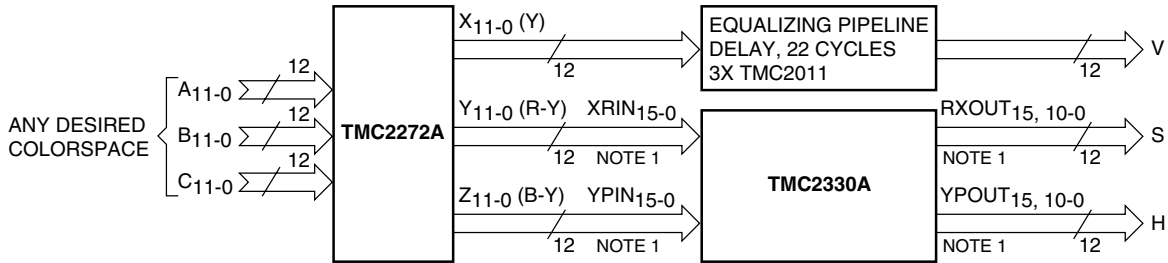 ANY DESIRED
COLORSPACE
A11-0
12
B11-0
12
C11-0
12
TMC2272A
X11-0 (Y)
12
EQUALIZING PIPELINE
DELAY, 22 CYCLES
3X TMC2011
12
V
Y11-0 (R-Y)
XRIN15-0
12
NOTE 1
Z11-0 (B-Y)
YPIN15-0
12
NOTE 1
TMC2330A
RXOUT15, 10-0
NOTE 1
12
S
YPOUT15, 10-0
NOTE 1
12
H